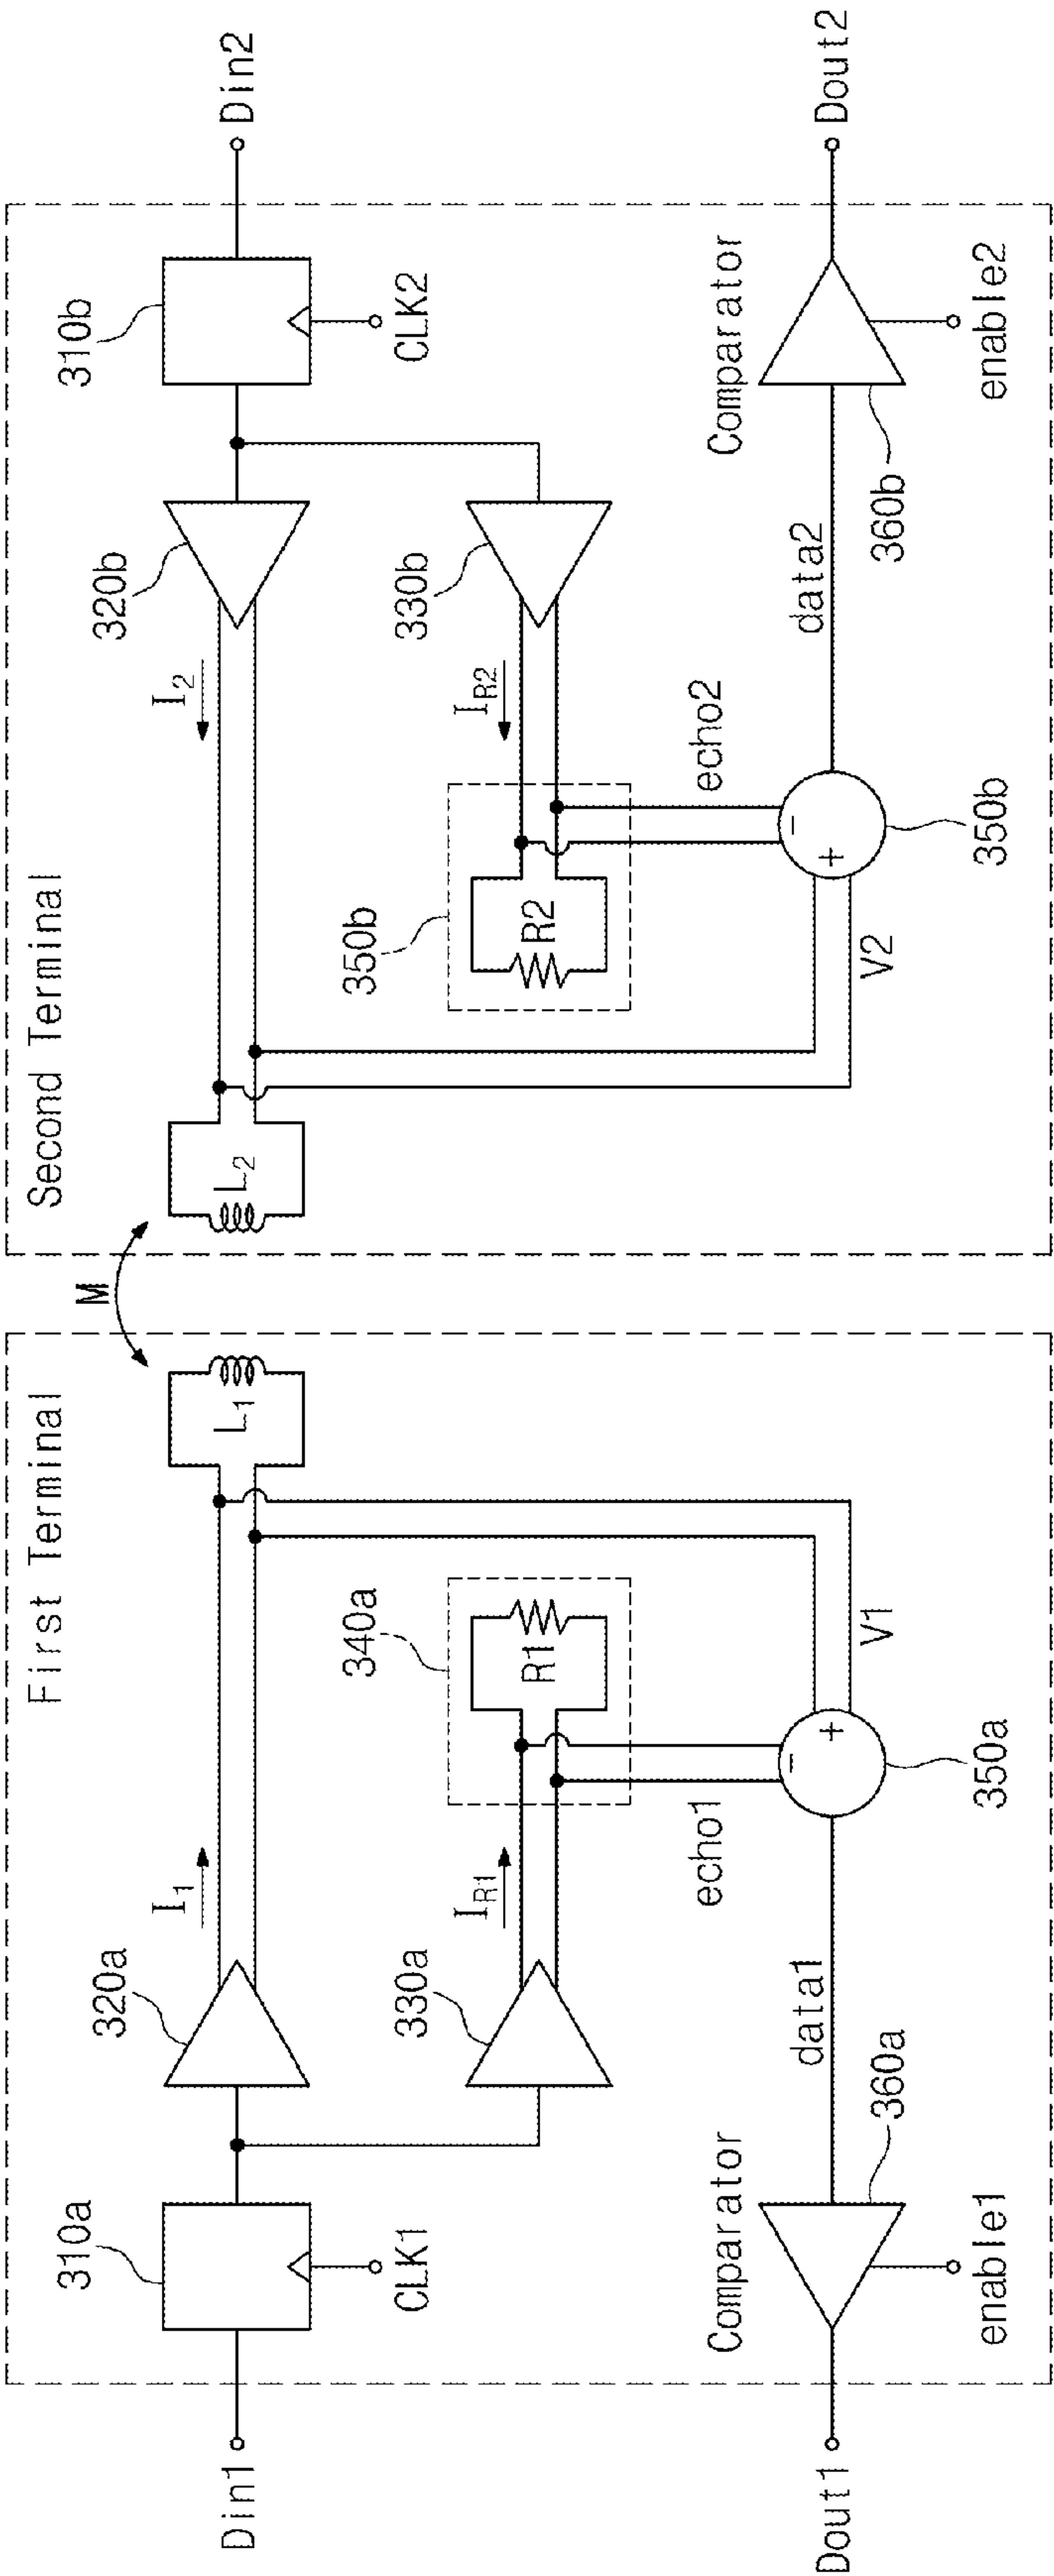 First Terminal
M
Second Terminal
310a
320a
I1
L1
L2
I2
320b
310b
Din1
Din2
CLK1
CLK2
330a
IR1
340a
R1
350b
R2
IR2
330b
Comparator
echo1
echo2
Comparator
data1
data2
Dout1
Dout2
360a
V1
V2
360b
enable1
350a
350b
enable2